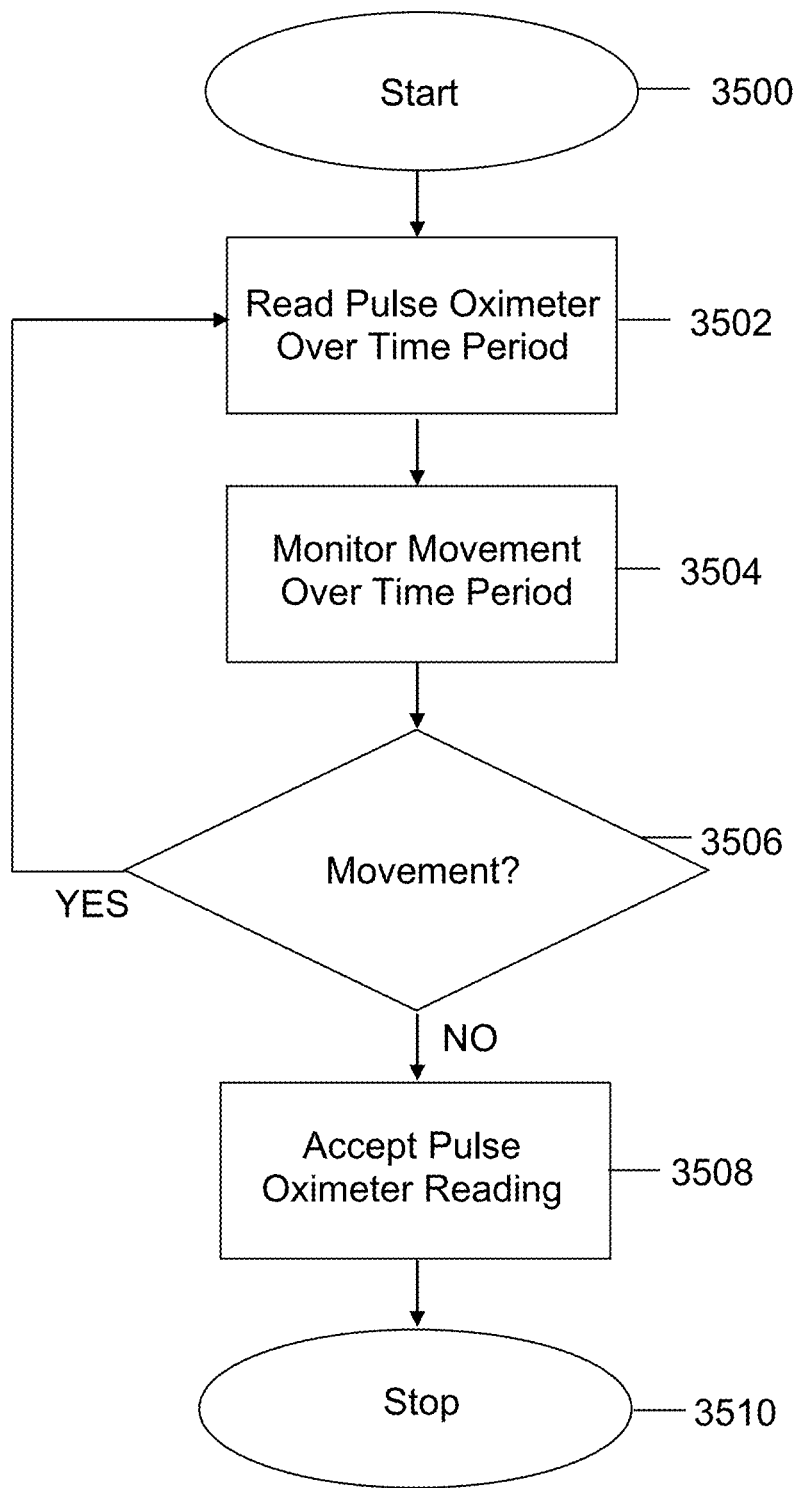 Start
3500
Read Pulse Oximeter
Over Time Period
3502
Monitor Movement
Over Time Period
3504
Movement?
3506
YES
NO
Accept Pulse
Oximeter Reading
3508
Stop
3510